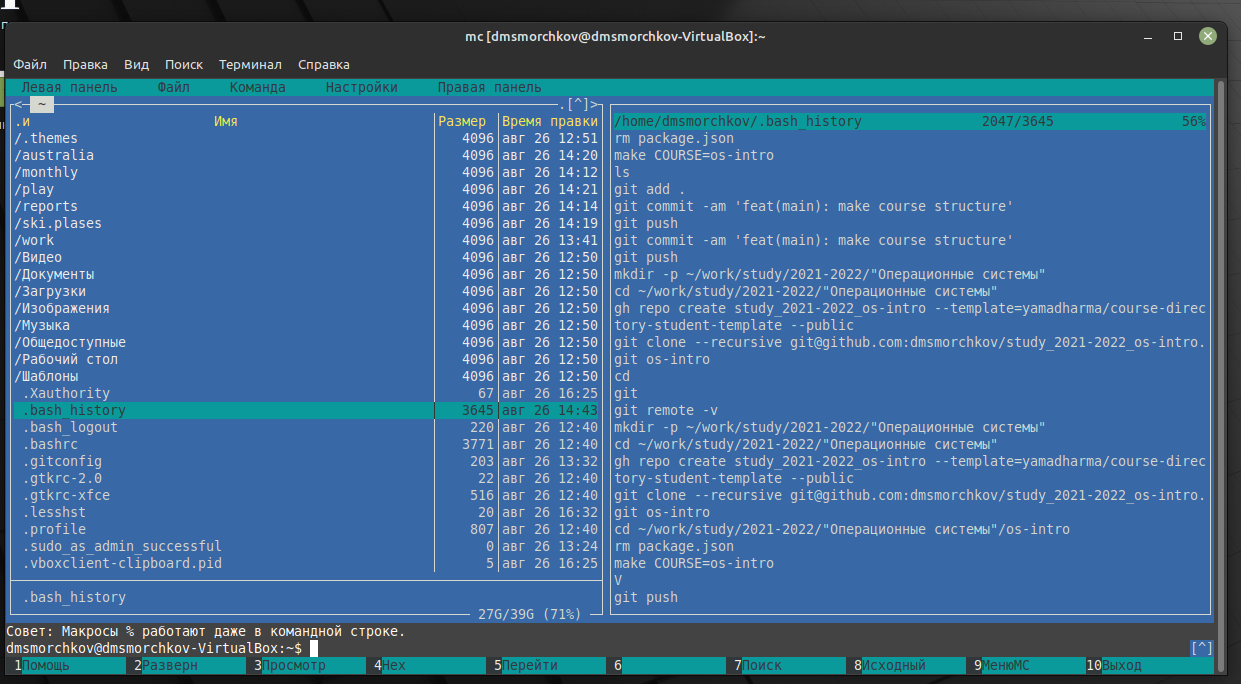 mc [dmsmorchkov@dmsmorchkov-VirtualBox]:~
Файл Правка Вид Поиск Терминал Справка
Левая панель Файл Команда Настройки Правая панель
<─ ~ ─.[^]>
.и Имя Размер Время правки
/.themes 4096 авг 26 12:51
/australia 4096 авг 26 14:20
/monthly 4096 авг 26 14:12
/play 4096 авг 26 14:21
/reports 4096 авг 26 14:14
/ski.plases 4096 авг 26 14:19
/work 4096 авг 26 13:41
/Видео 4096 авг 26 12:50
/Документы 4096 авг 26 12:50
/Загрузки 4096 авг 26 12:50
/Изображения 4096 авг 26 12:50
/Музыка 4096 авг 26 12:50
/Общедоступные 4096 авг 26 12:50
/Рабочий стол 4096 авг 26 12:50
/Шаблоны 4096 авг 26 12:50
.Xauthority 67 авг 26 16:25
.bash_history 3645 авг 26 14:43
.bash_logout 220 авг 26 12:40
.bashrc 3771 авг 26 12:40
.gitconfig 203 авг 26 13:32
.gtkrc-2.0 22 авг 26 12:40
.gtkrc-xfce 516 авг 26 12:40
.lesshst 20 авг 26 16:32
.profile 807 авг 26 12:40
.sudo_as_admin_successful 0 авг 26 13:24
.vboxclient-clipboard.pid 5 авг 26 16:25
.bash_history
27G/39G (71%)
/home/dmsmorchkov/.bash_history 2047/3645 56%
rm package.json
make COURSE=os-intro
ls
git add .
git commit -am 'feat(main): make course structure'
git push
git commit -am 'feat(main): make course structure'
git push
mkdir -p ~/work/study/2021-2022/"Операционные системы"
cd ~/work/study/2021-2022/"Операционные системы"
gh repo create study_2021-2022_os-intro --template=yamadharma/course-direc
tory-student-template --public
git clone --recursive git@github.com:dmsmorchkov/study_2021-2022_os-intro.
git os-intro
cd
git
git remote -v
mkdir -p ~/work/study/2021-2022/"Операционные системы"
cd ~/work/study/2021-2022/"Операционные системы"
gh repo create study_2021-2022_os-intro --template=yamadharma/course-direc
tory-student-template --public
git clone --recursive git@github.com:dmsmorchkov/study_2021-2022_os-intro.
git os-intro
cd ~/work/study/2021-2022/"Операционные системы"/os-intro
rm package.json
make COURSE=os-intro
V
git push
Совет: Макросы % работают даже в командной строке.
dmsmorchkov@dmsmorchkov-VirtualBox:~$ [^]
1Помощь 2Разверн 3Просмотр 4Hex 5Перейти 6 7Поиск 8Исходный 9МенюMC 10Выход